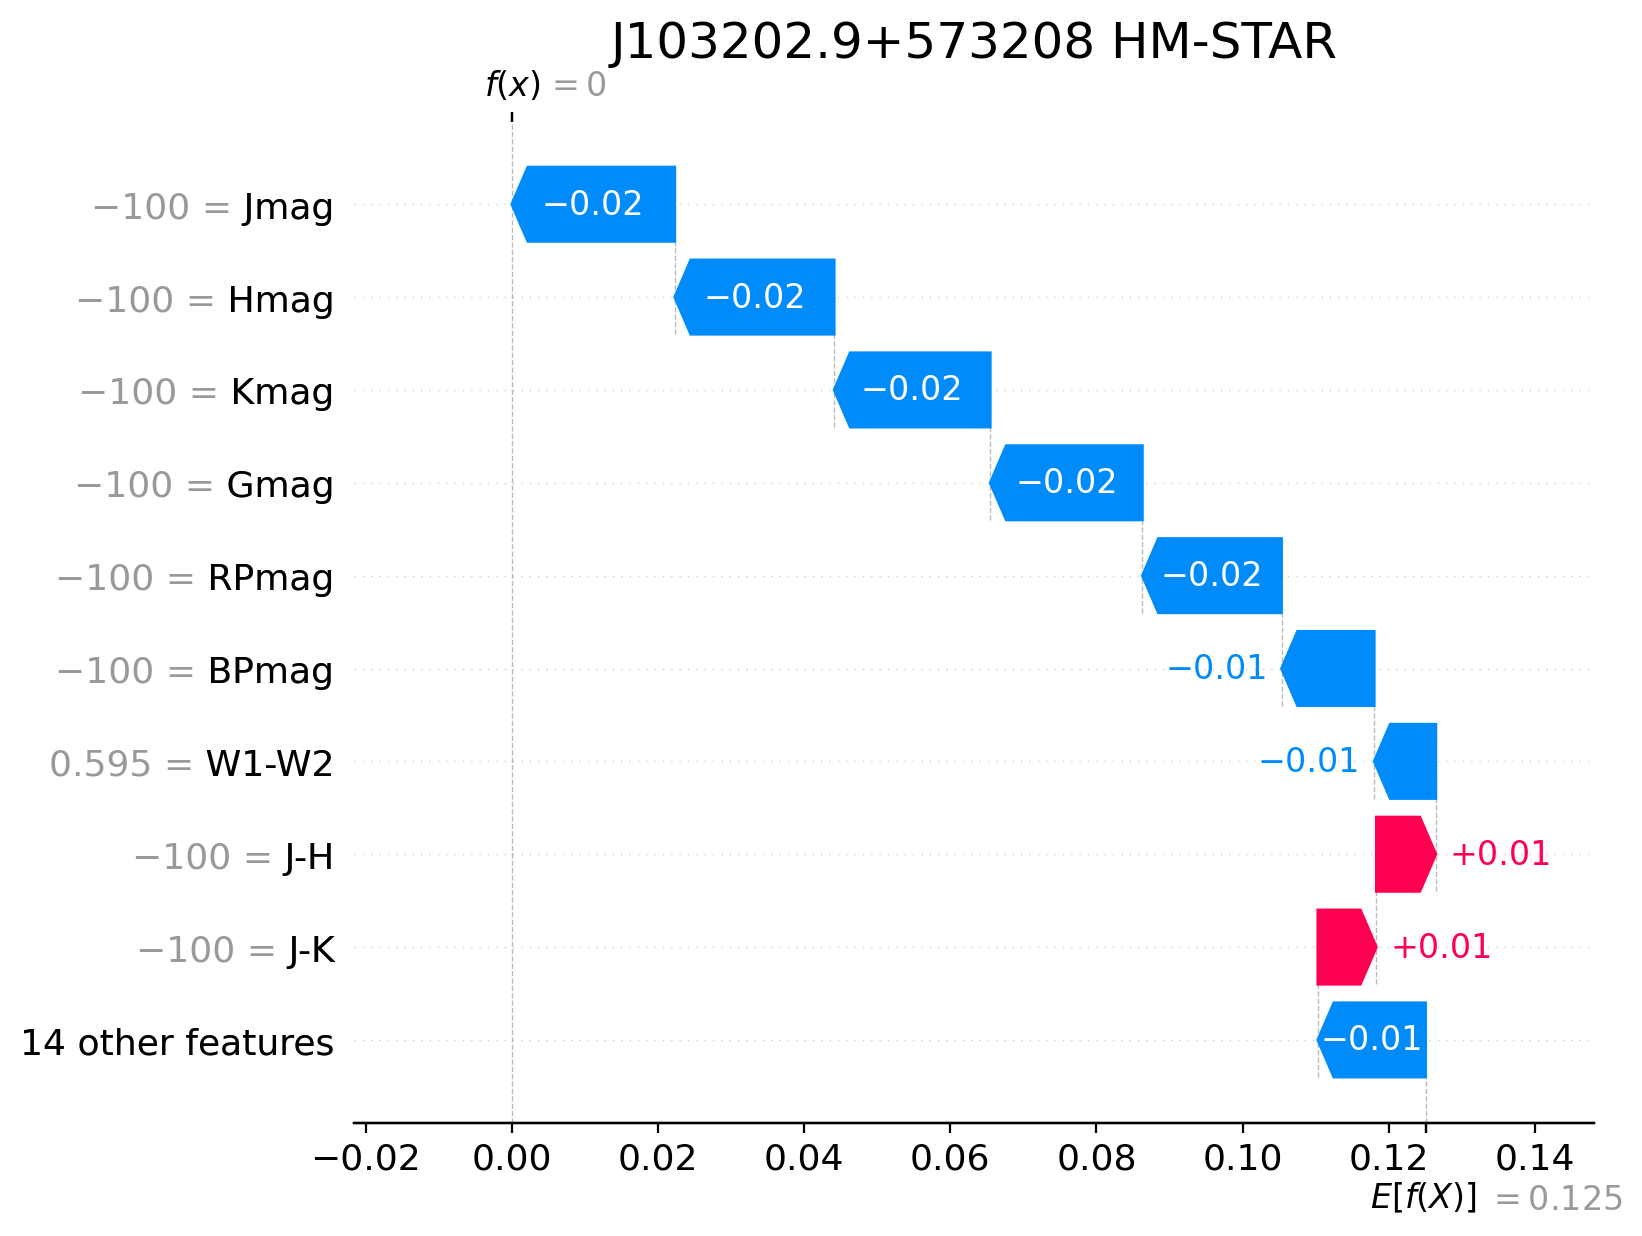 J103202.9+573208 HM-STAR
f(x) = 0
−100 = Jmag −0.02
−100 = Hmag −0.02
−100 = Kmag −0.02
−100 = Gmag −0.02
−100 = RPmag −0.02
−100 = BPmag −0.01
0.595 = W1-W2 −0.01
−100 = J-H +0.01
−100 = J-K +0.01
14 other features −0.01
−0.02 0.00 0.02 0.04 0.06 0.08 0.10 0.12 0.14
E[f(X)] = 0.125